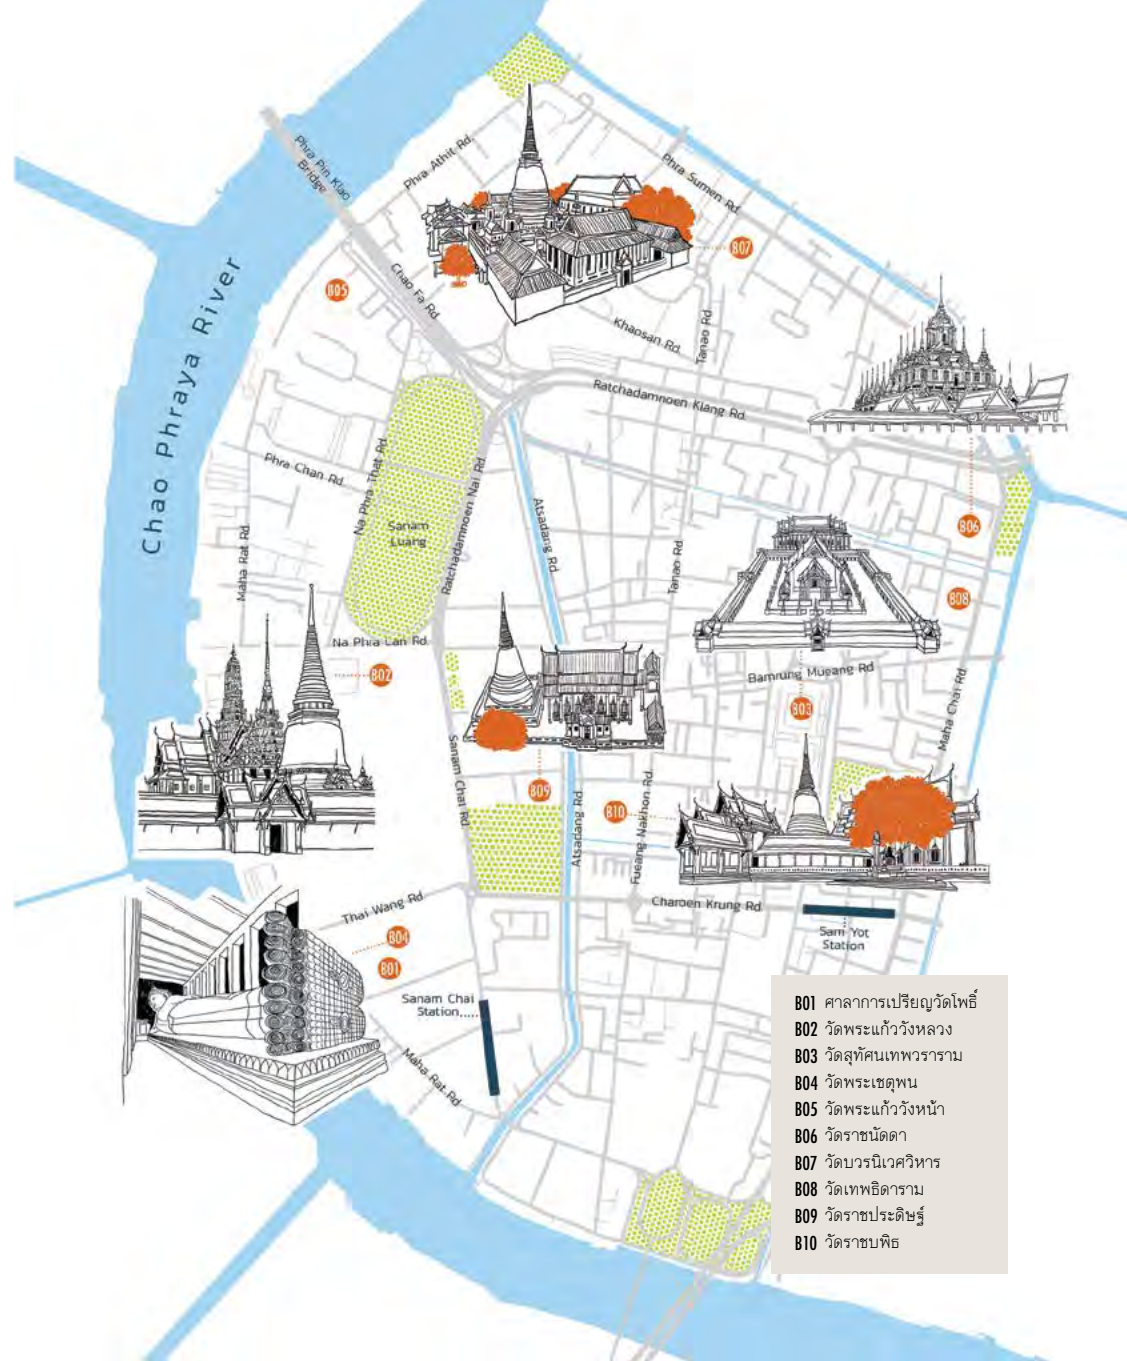 Phra Athit Rd.
Phra Sumen Rd
Phra Pin Klao
Bridge
B07
Chao Phraya River
B05
Chao Fa Rd
Khaosan Rd
Tanao Rd
Ratchadamnoen Klang Rd
Phra Chan Rd
Na Phra That Rd
Ratchadamnoen Nai Rd
Sanam
Luang
Atsadang Rd
Maha Rat Rd
Tanao Rd
B06
B08
Na Phra Lan Rd
B02
Bamrung Mueang Rd
B03
Maha Chai Rd
Sanam Chai Rd
B09
B10
Atsadang Rd
Fueang Nakhon Rd
Thai Wang Rd
Charoen Krung Rd
B04
B01
Sam Yot
Station
Sanam Chai
Station
Maha Rat Rd
B01 ศาลาการเปรียญวัดโพธิ์
B02 วัดพระแก้ววังหลวง
B03 วัดสุทัศนเทพวราราม
B04 วัดพระเชตุพน
B05 วัดพระแก้ววังหน้า
B06 วัดราชนัดดา
B07 วัดบวรนิเวศวิหาร
B08 วัดเทพธิดาราม
B09 วัดราชประดิษฐ์
B10 วัดราชบพิธ